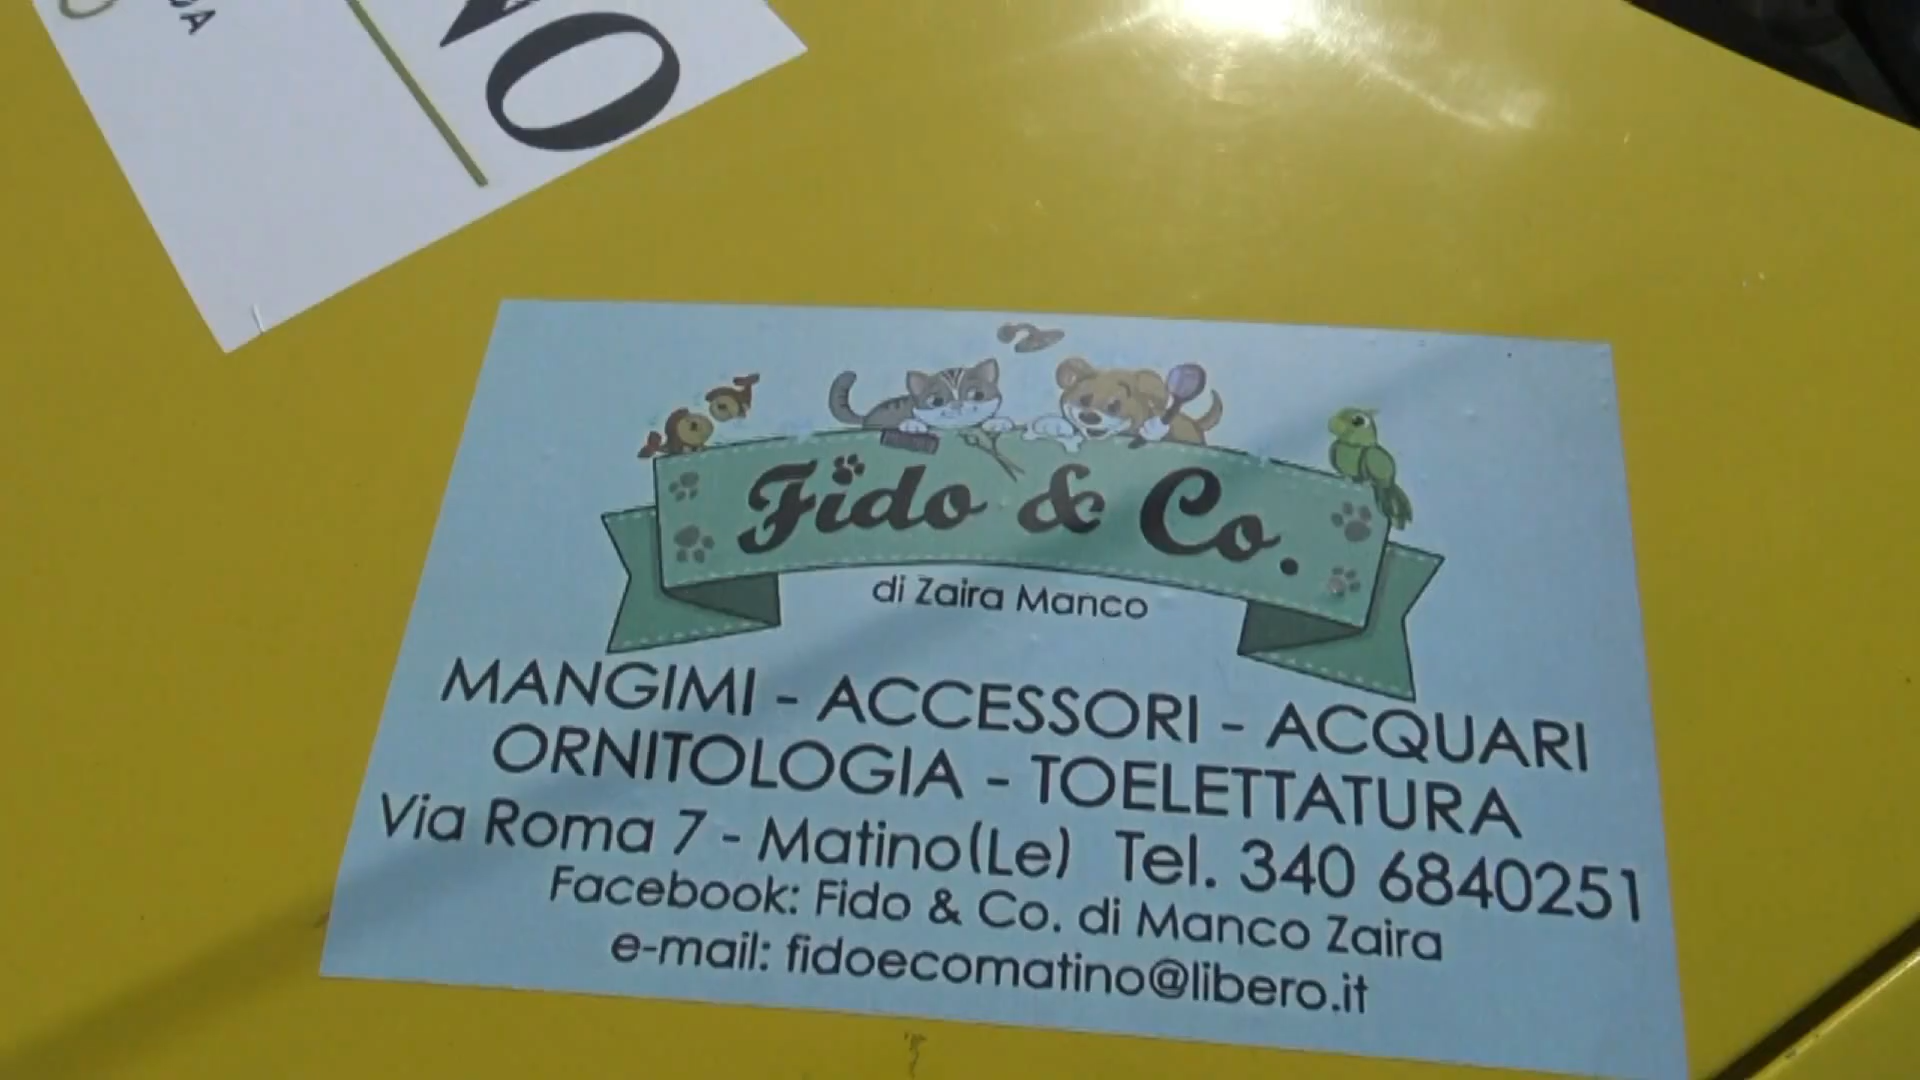 Fido & Co.
di Zaira Manco
MANGIMI - ACCESSORI - ACQUARI
ORNITOLOGIA - TOELETTATURA
Via Roma 7 - Matino(Le) Tel. 340 6840251
Facebook: Fido & Co. di Manco Zaira
e-mail: fidoecomatino@libero.it